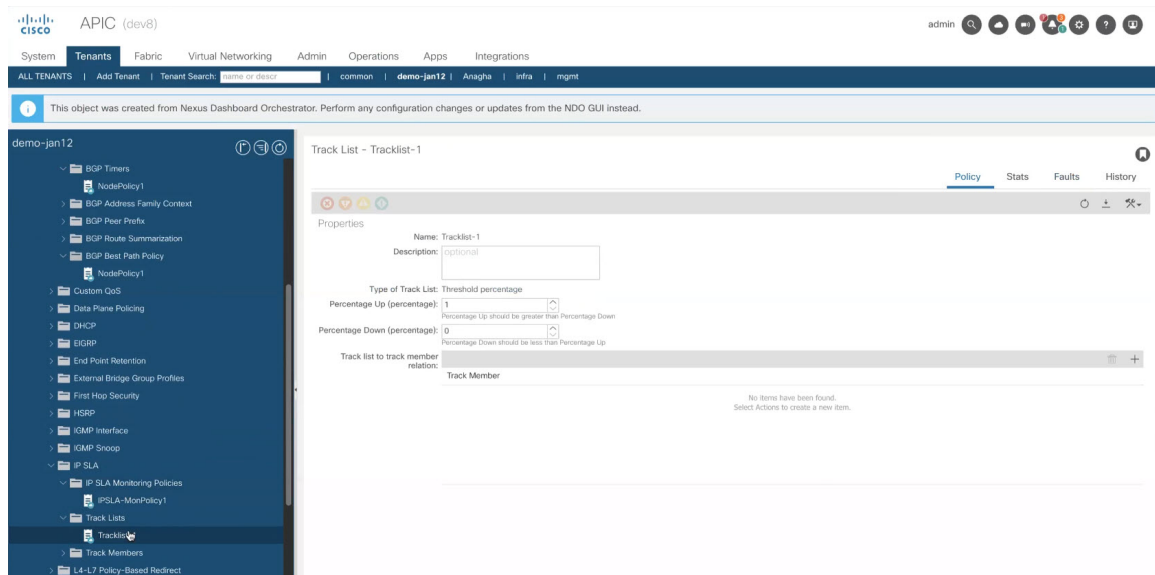 CISCO
APIC (dev8)
admin
System Tenants Fabric Virtual Networking Admin Operations Apps Integrations
ALL TENANTS | Add Tenant | Tenant Search: name or descr | common | demo-jan12 | Anagha | infra | mgmt
This object was created from Nexus Dashboard Orchestrator. Perform any configuration changes or updates from the NDO GUI instead.
demo-jan12
BGP Timers
NodePolicy1
BGP Address Family Context
BGP Peer Prefix
BGP Route Summarization
BGP Best Path Policy
NodePolicy1
Custom QoS
Data Plane Policing
DHCP
EIGRP
End Point Retention
External Bridge Group Profiles
First Hop Security
HSRP
IGMP Interface
IGMP Snoop
IP SLA
IP SLA Monitoring Policies
IPSLA-MonPolicy1
Track Lists
Track Members
L4-L7 Policy-Based Redirect
Track List - Tracklist-1
Policy Stats Faults History
Properties
Name: Tracklist-1
Description: optional
Type of Track List: Threshold percentage
Percentage Up (percentage): 1
Percentage Up should be greater than Percentage Down
Percentage Down (percentage): 0
Percentage Down should be less than Percentage Up
Track list to track member
relation:
Track Member
No items have been found.
Select Actions to create a new item.